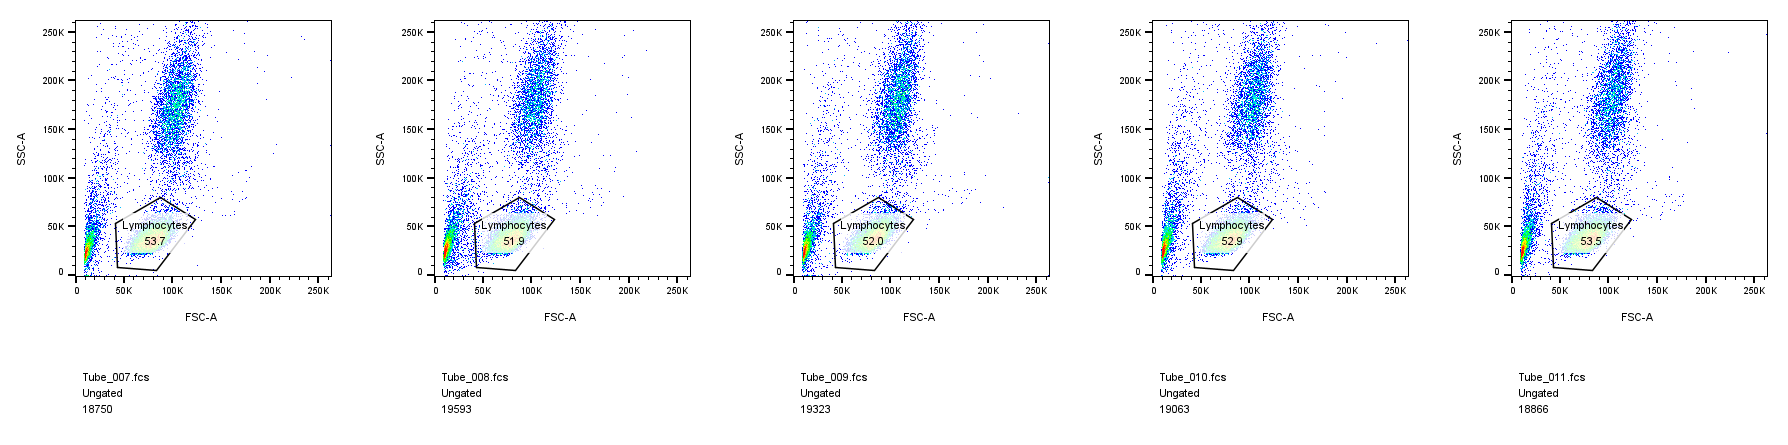 250K
200K
150K
100K
50K
0
SSC-A
Lymphocytes
53.7
0 50K 100K 150K 200K 250K
FSC-A
Tube_007.fcs
Ungated
18750
250K
200K
150K
100K
50K
0
SSC-A
Lymphocytes
51.9
0 50K 100K 150K 200K 250K
FSC-A
Tube_008.fcs
Ungated
19593
250K
200K
150K
100K
50K
0
SSC-A
Lymphocytes
52.0
0 50K 100K 150K 200K 250K
FSC-A
Tube_009.fcs
Ungated
19323
250K
200K
150K
100K
50K
0
SSC-A
Lymphocytes
52.9
0 50K 100K 150K 200K 250K
FSC-A
Tube_010.fcs
Ungated
19063
250K
200K
150K
100K
50K
0
SSC-A
Lymphocytes
53.5
0 50K 100K 150K 200K 250K
FSC-A
Tube_011.fcs
Ungated
18866